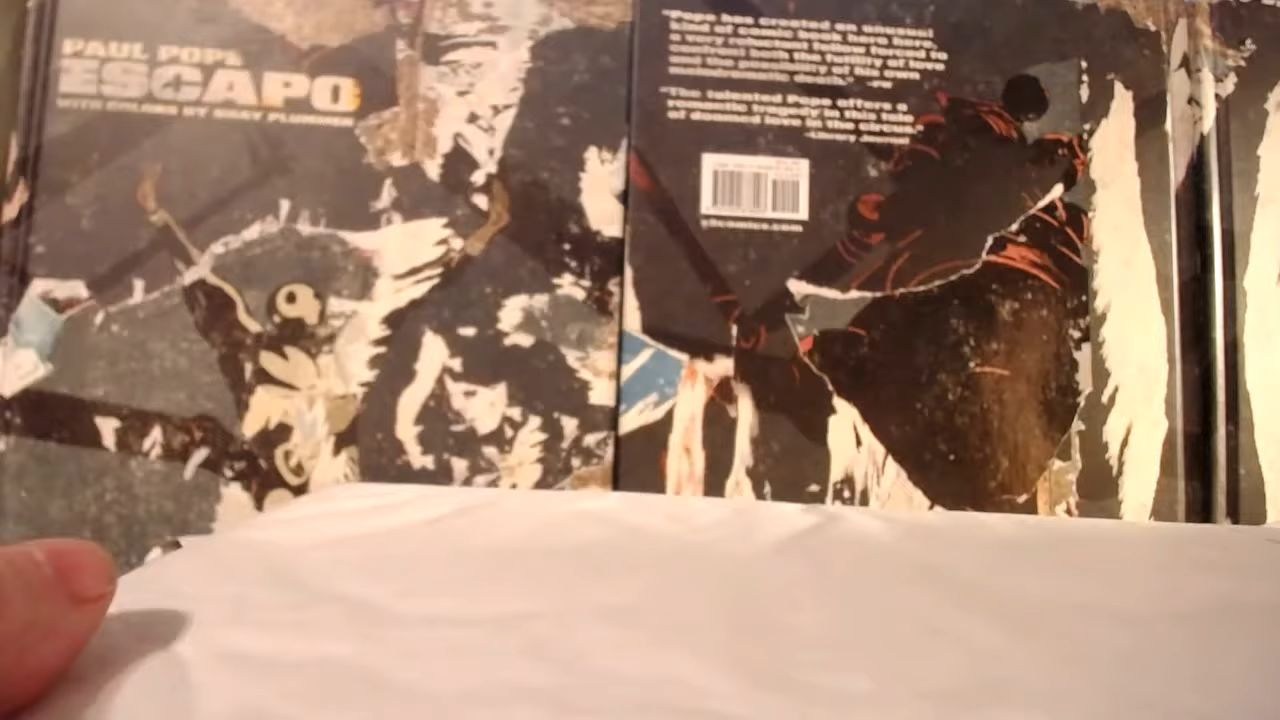 PAUL POPE
ESCAPO
WITH COLORS BY SHAY PLUMMER
"Pope has created an unusual
kind of comic book hero here,
a very reluctant fellow forced to
confront both the futility of love
and the possibility of his own
melodramatic death." -PW
"The talented Pope offers a
romantic tragedy in this tale
of doomed love in the circus."
-Library Journal
z2comics.com